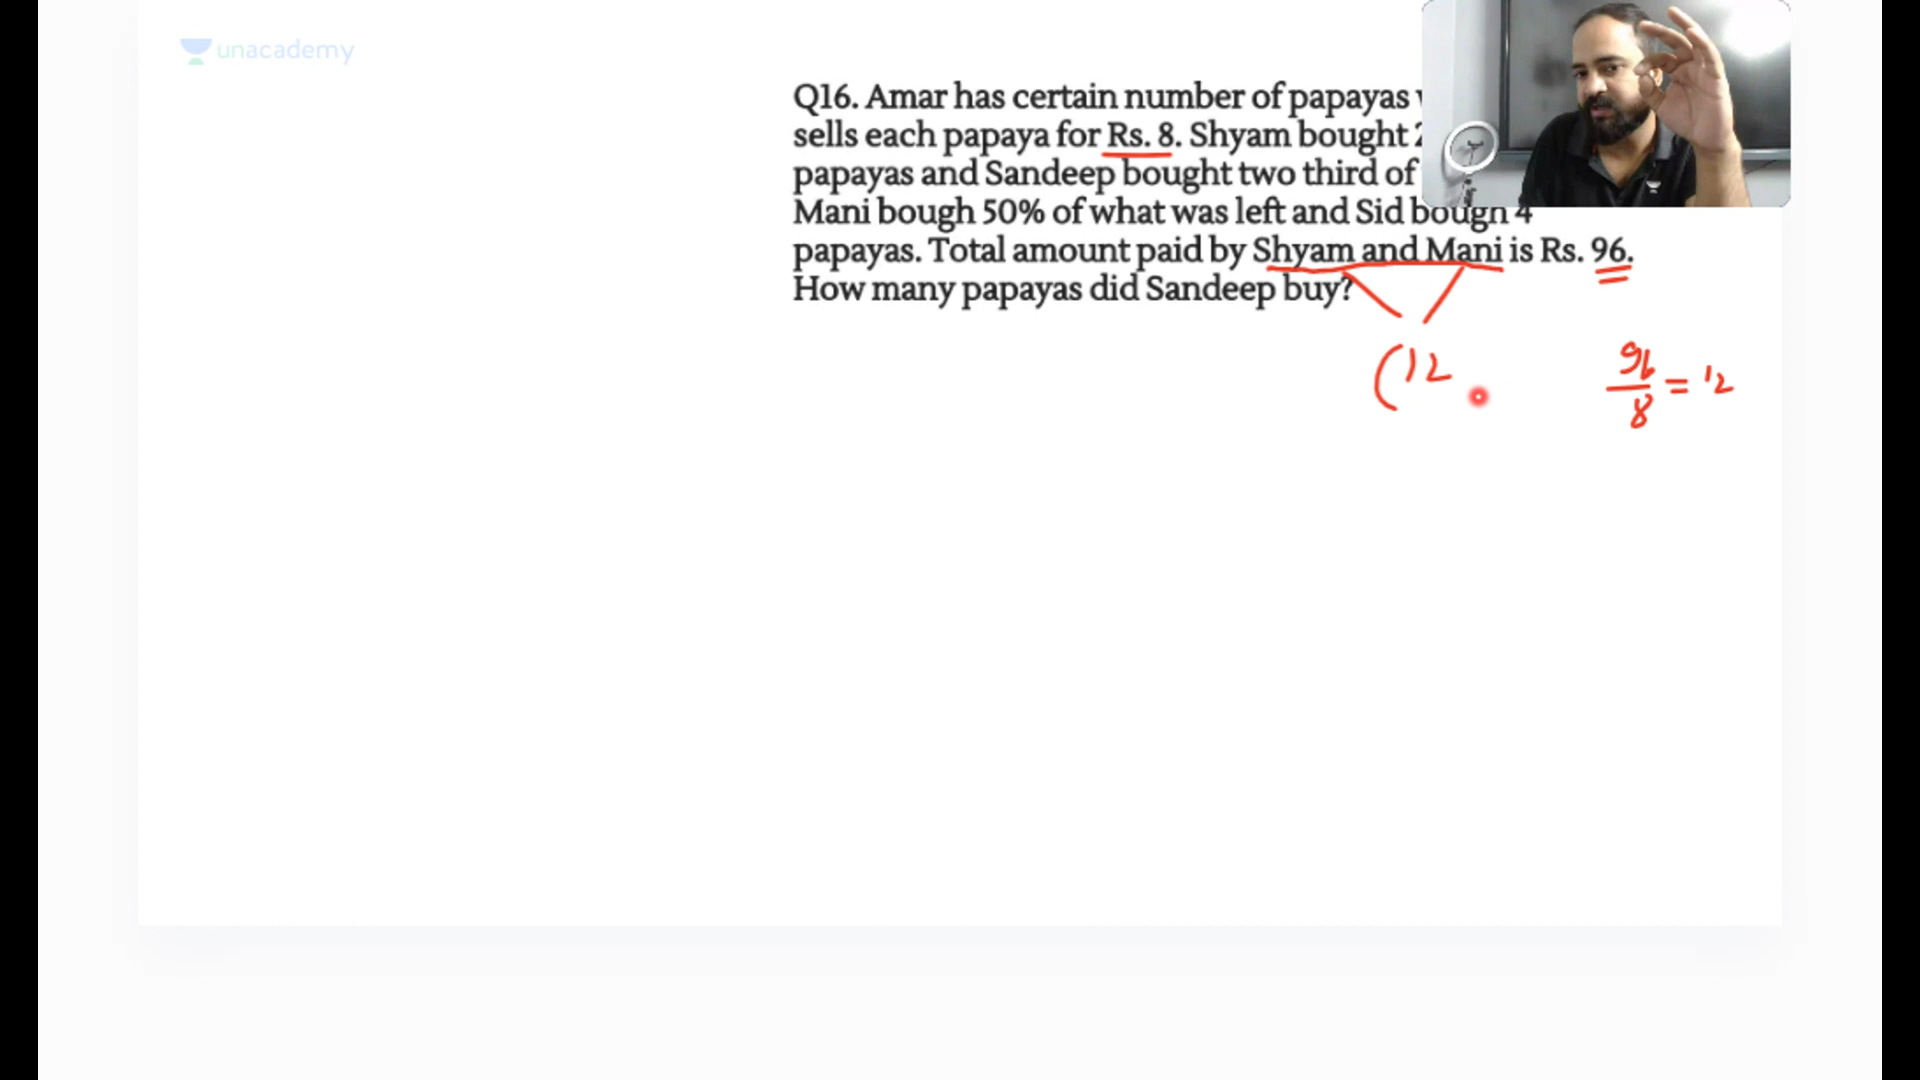 unacademy
Q16. Amar has certain number of papayas
sells each papaya for Rs. 8. Shyam bought
papayas and Sandeep bought two third of
Mani bough 50% of what was left and Sid bough 4
papayas. Total amount paid by Shyam and Mani is Rs. 96.
How many papayas did Sandeep buy?
(12
96
8
= 12